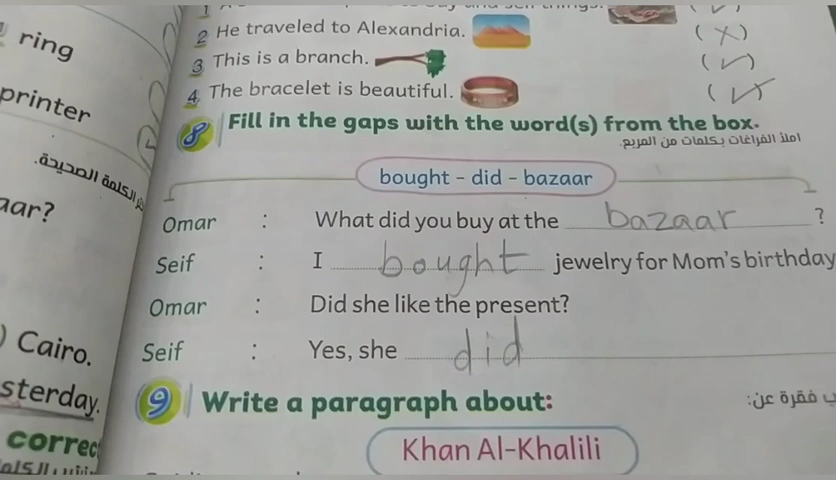 ring
printer
الكلمة الصحيحة.
aar?
) Cairo.
sterday.
correc
2 He traveled to Alexandria. (X)
3 This is a branch. (✓)
4 The bracelet is beautiful. (✓)
8 Fill in the gaps with the word(s) from the box.
املأ الفراغات بكلمات من المربع.
bought - did - bazaar
Omar : What did you buy at the bazaar ?
Seif : I bought jewelry for Mom's birthday
Omar : Did she like the present?
Seif : Yes, she did
9 Write a paragraph about:
ب فقرة عن:
Khan Al-Khalili